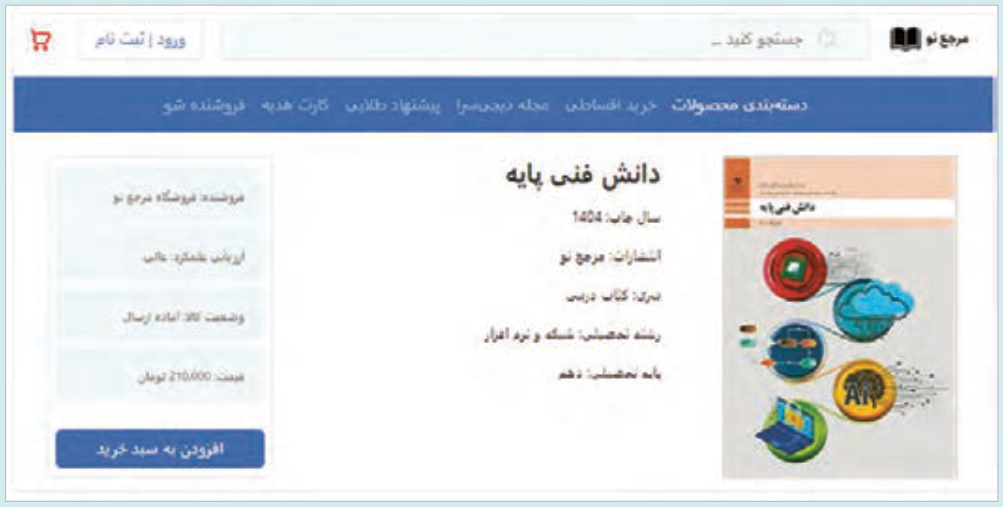 مرجع نو
جستجو کنید ...
ورود | ثبت نام
دسته‌بندی محصولات خرید اقساطی مجله دیجی‌سرا پیشنهاد طلایی کارت هدیه فروشنده شو
دانش فنی پایه
دانش فنی پایه
سال چاپ: 1404
انتشارات: مرجع نو
سری: کتاب درسی
رشته تحصیلی: شبکه و نرم افزار
پایه تحصیلی: دهم
AI
فروشنده: فروشگاه مرجع نو
ارزیابی عملکرد: عالی
وضعیت کالا: آماده ارسال
قیمت: 210,000 تومان
افزودن به سبد خرید